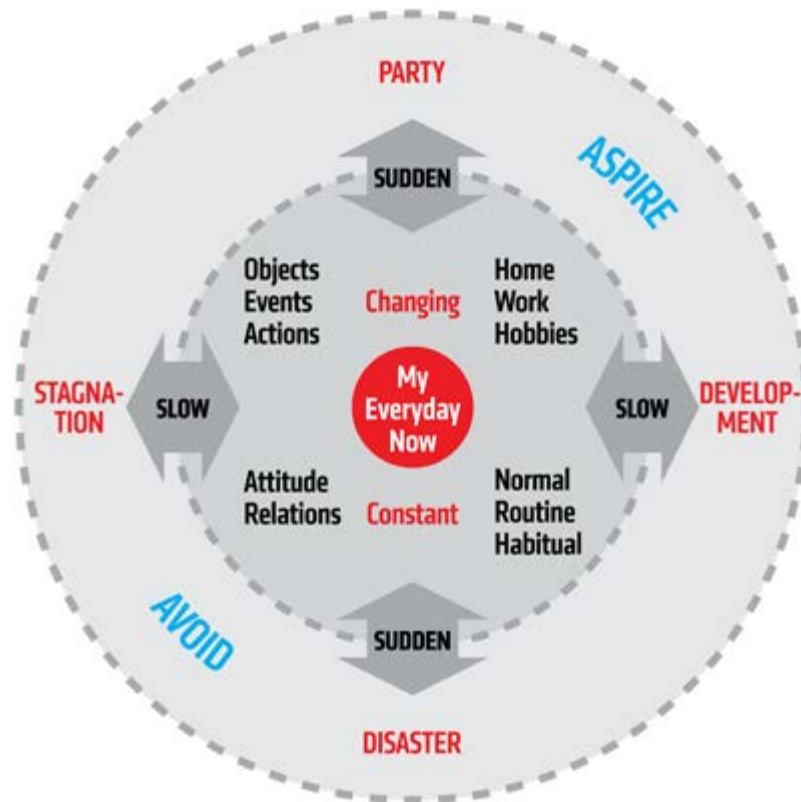 PARTY
ASPIRE
SUDDEN
Objects
Events
Actions
Changing
Home
Work
Hobbies
STAGNA-
TION
SLOW
My
Everyday
Now
SLOW
DEVELOP-
MENT
Attitude
Relations
Constant
Normal
Routine
Habitual
AVOID
SUDDEN
DISASTER